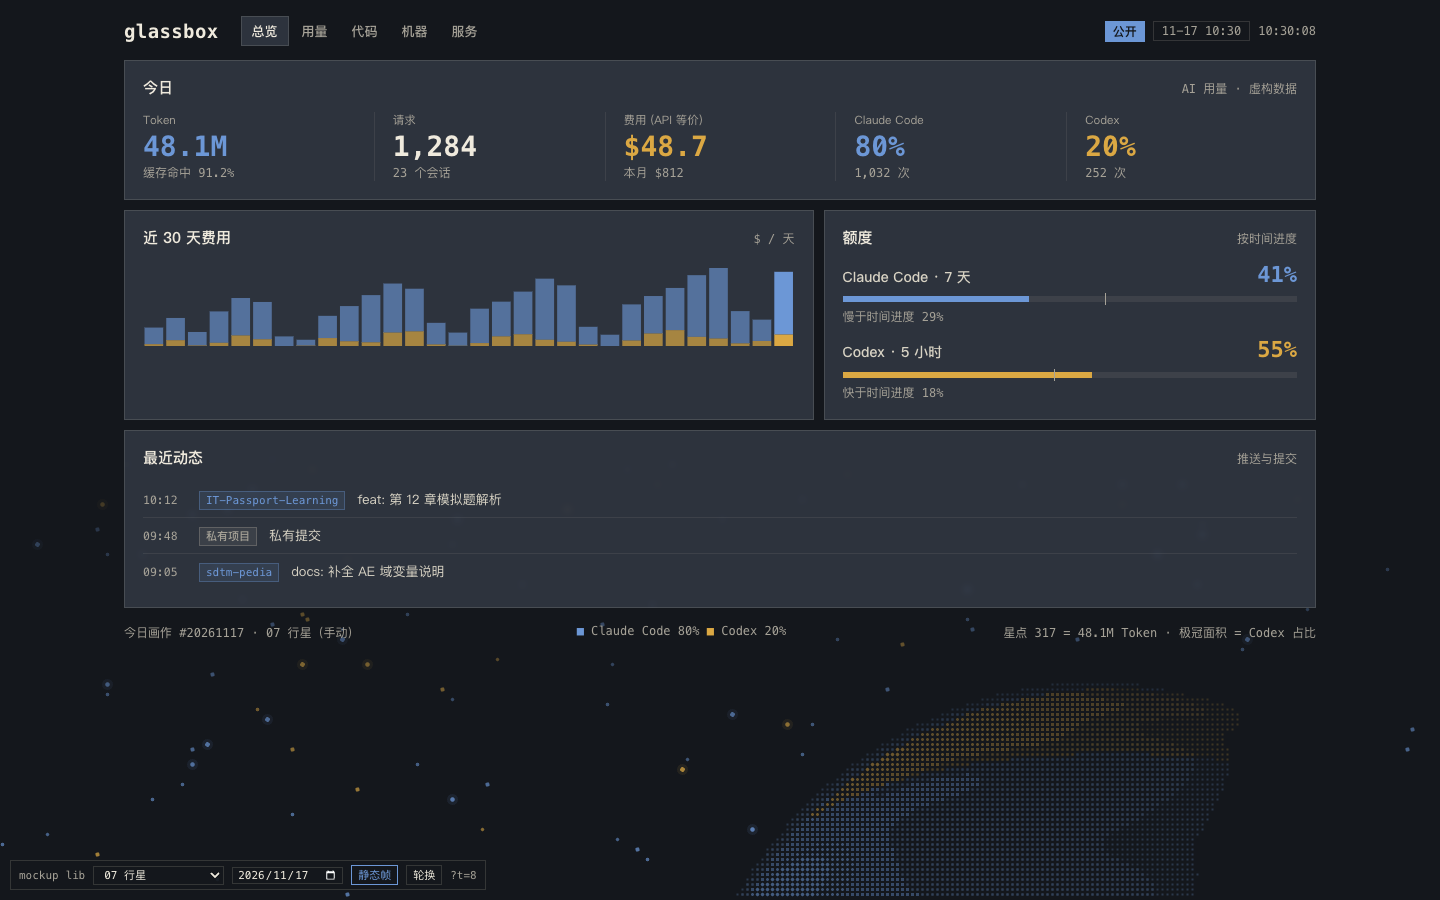 glassbox 总览 用量 代码 机器 服务 公开 11-17 10:30 10:30:08
今日 AI 用量 · 虚构数据
Token 请求 费用 (API 等价) Claude Code Codex
48.1M 1,284 $48.7 80% 20%
缓存命中 91.2% 23 个会话 本月 $812 1,032 次 252 次
近 30 天费用 $ / 天
额度 按时间进度
Claude Code · 7 天 41%
慢于时间进度 29%
Codex · 5 小时 55%
快于时间进度 18%
最近动态 推送与提交
10:12 IT-Passport-Learning feat: 第 12 章模拟题解析
09:48 私有项目 私有提交
09:05 sdtm-pedia docs: 补全 AE 域变量说明
今日画作 #20261117 · 07 行星 (手动) Claude Code 80% Codex 20% 星点 317 = 48.1M Token · 极冠面积 = Codex 占比
mockup lib 07 行星 2026/11/17 静态帧 轮换 ?t=8